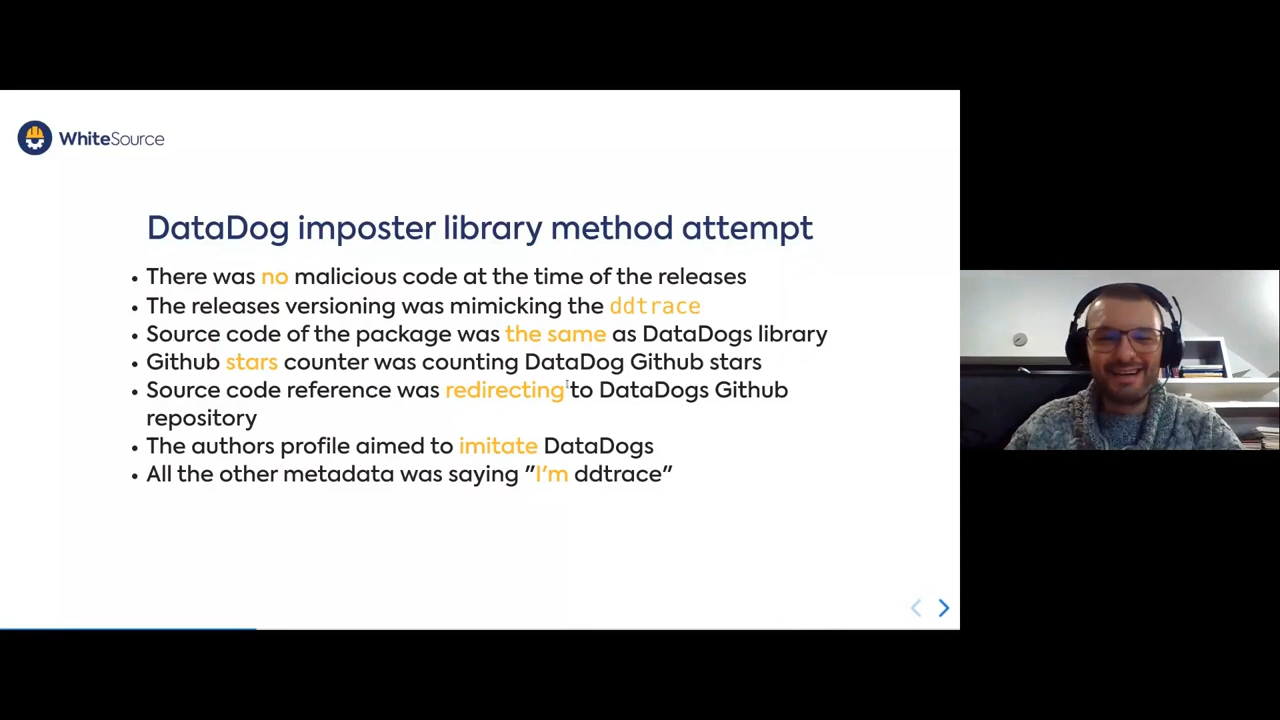 WhiteSource
DataDog imposter library method attempt
• There was no malicious code at the time of the releases
• The releases versioning was mimicking the ddtrace
• Source code of the package was the same as DataDogs library
• Github stars counter was counting DataDog Github stars
• Source code reference was redirecting to DataDogs Github
repository
• The authors profile aimed to imitate DataDogs
• All the other metadata was saying "I'm ddtrace"